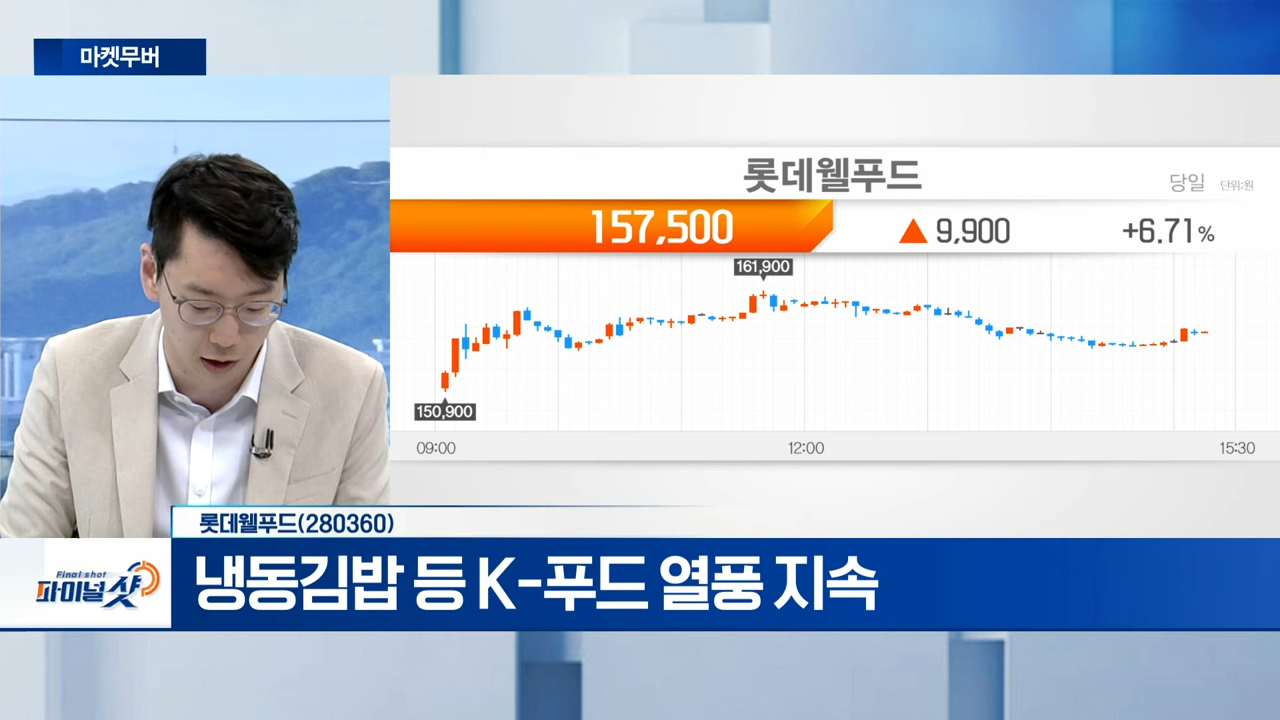 마켓무버
롯데웰푸드
당일 단위:원
157,500 ▲ 9,900 +6.71%
161,900
150,900
09:00 12:00 15:30
롯데웰푸드(280360)
Final shot
파이널샷
냉동김밥 등 K-푸드 열풍 지속